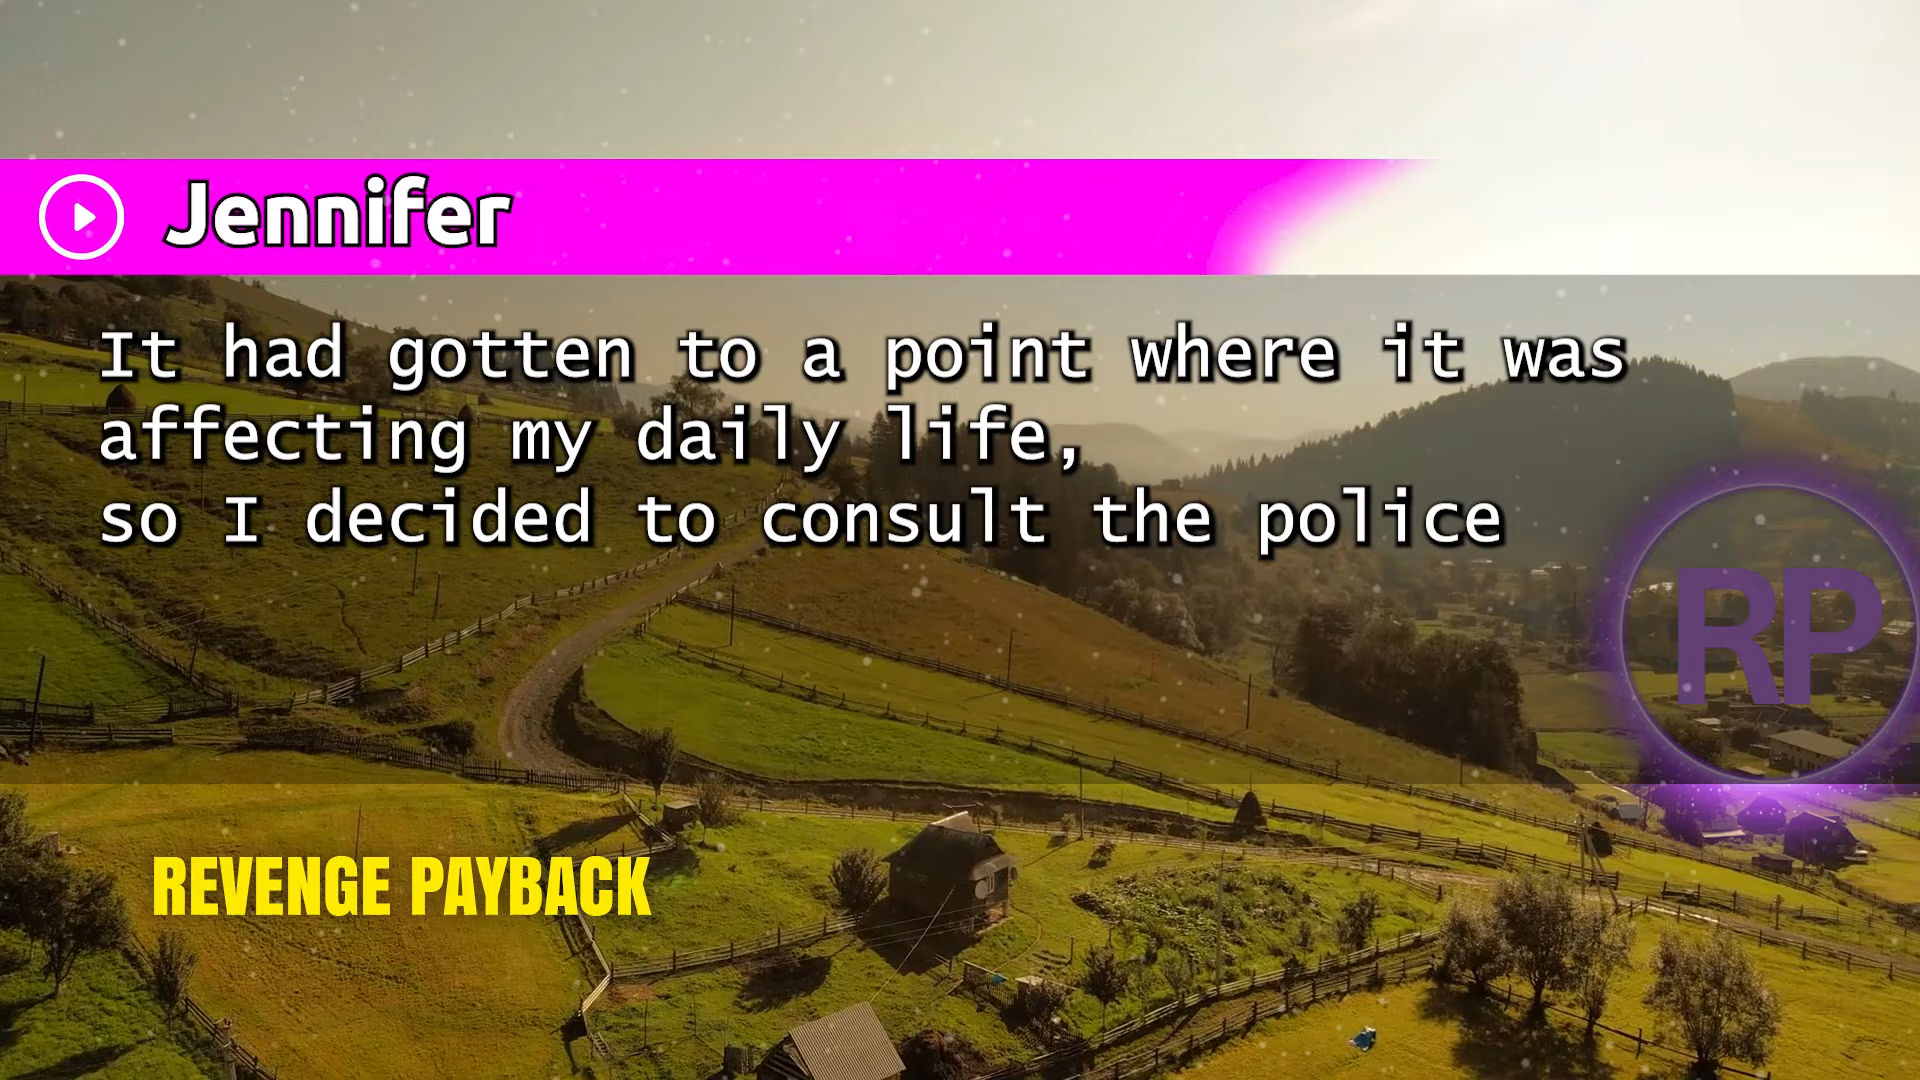 Jennifer
It had gotten to a point where it was
affecting my daily life,
so I decided to consult the police
RP
REVENGE PAYBACK